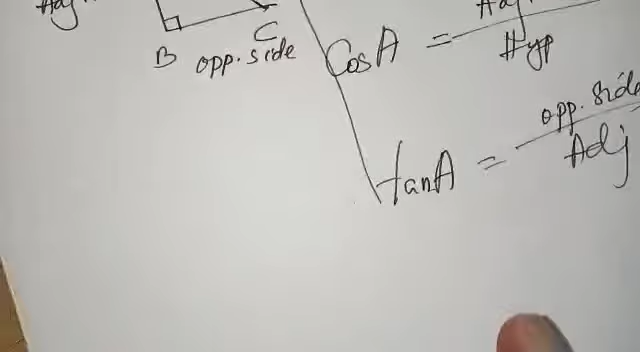 B
C
opp. side
CosA = Adj / Hyp
tanA = opp. side / Adj